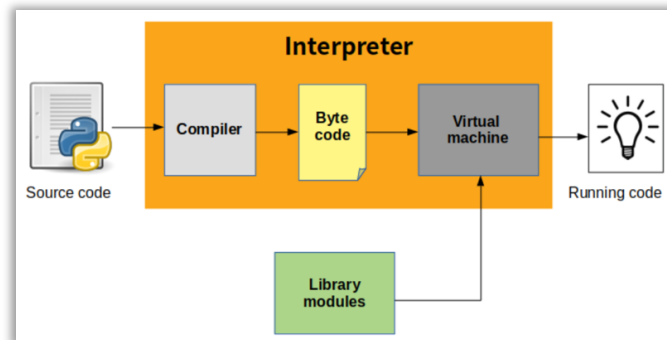 Interpreter
Compiler
Byte
code
Virtual
machine
Source code
Running code
Library
modules